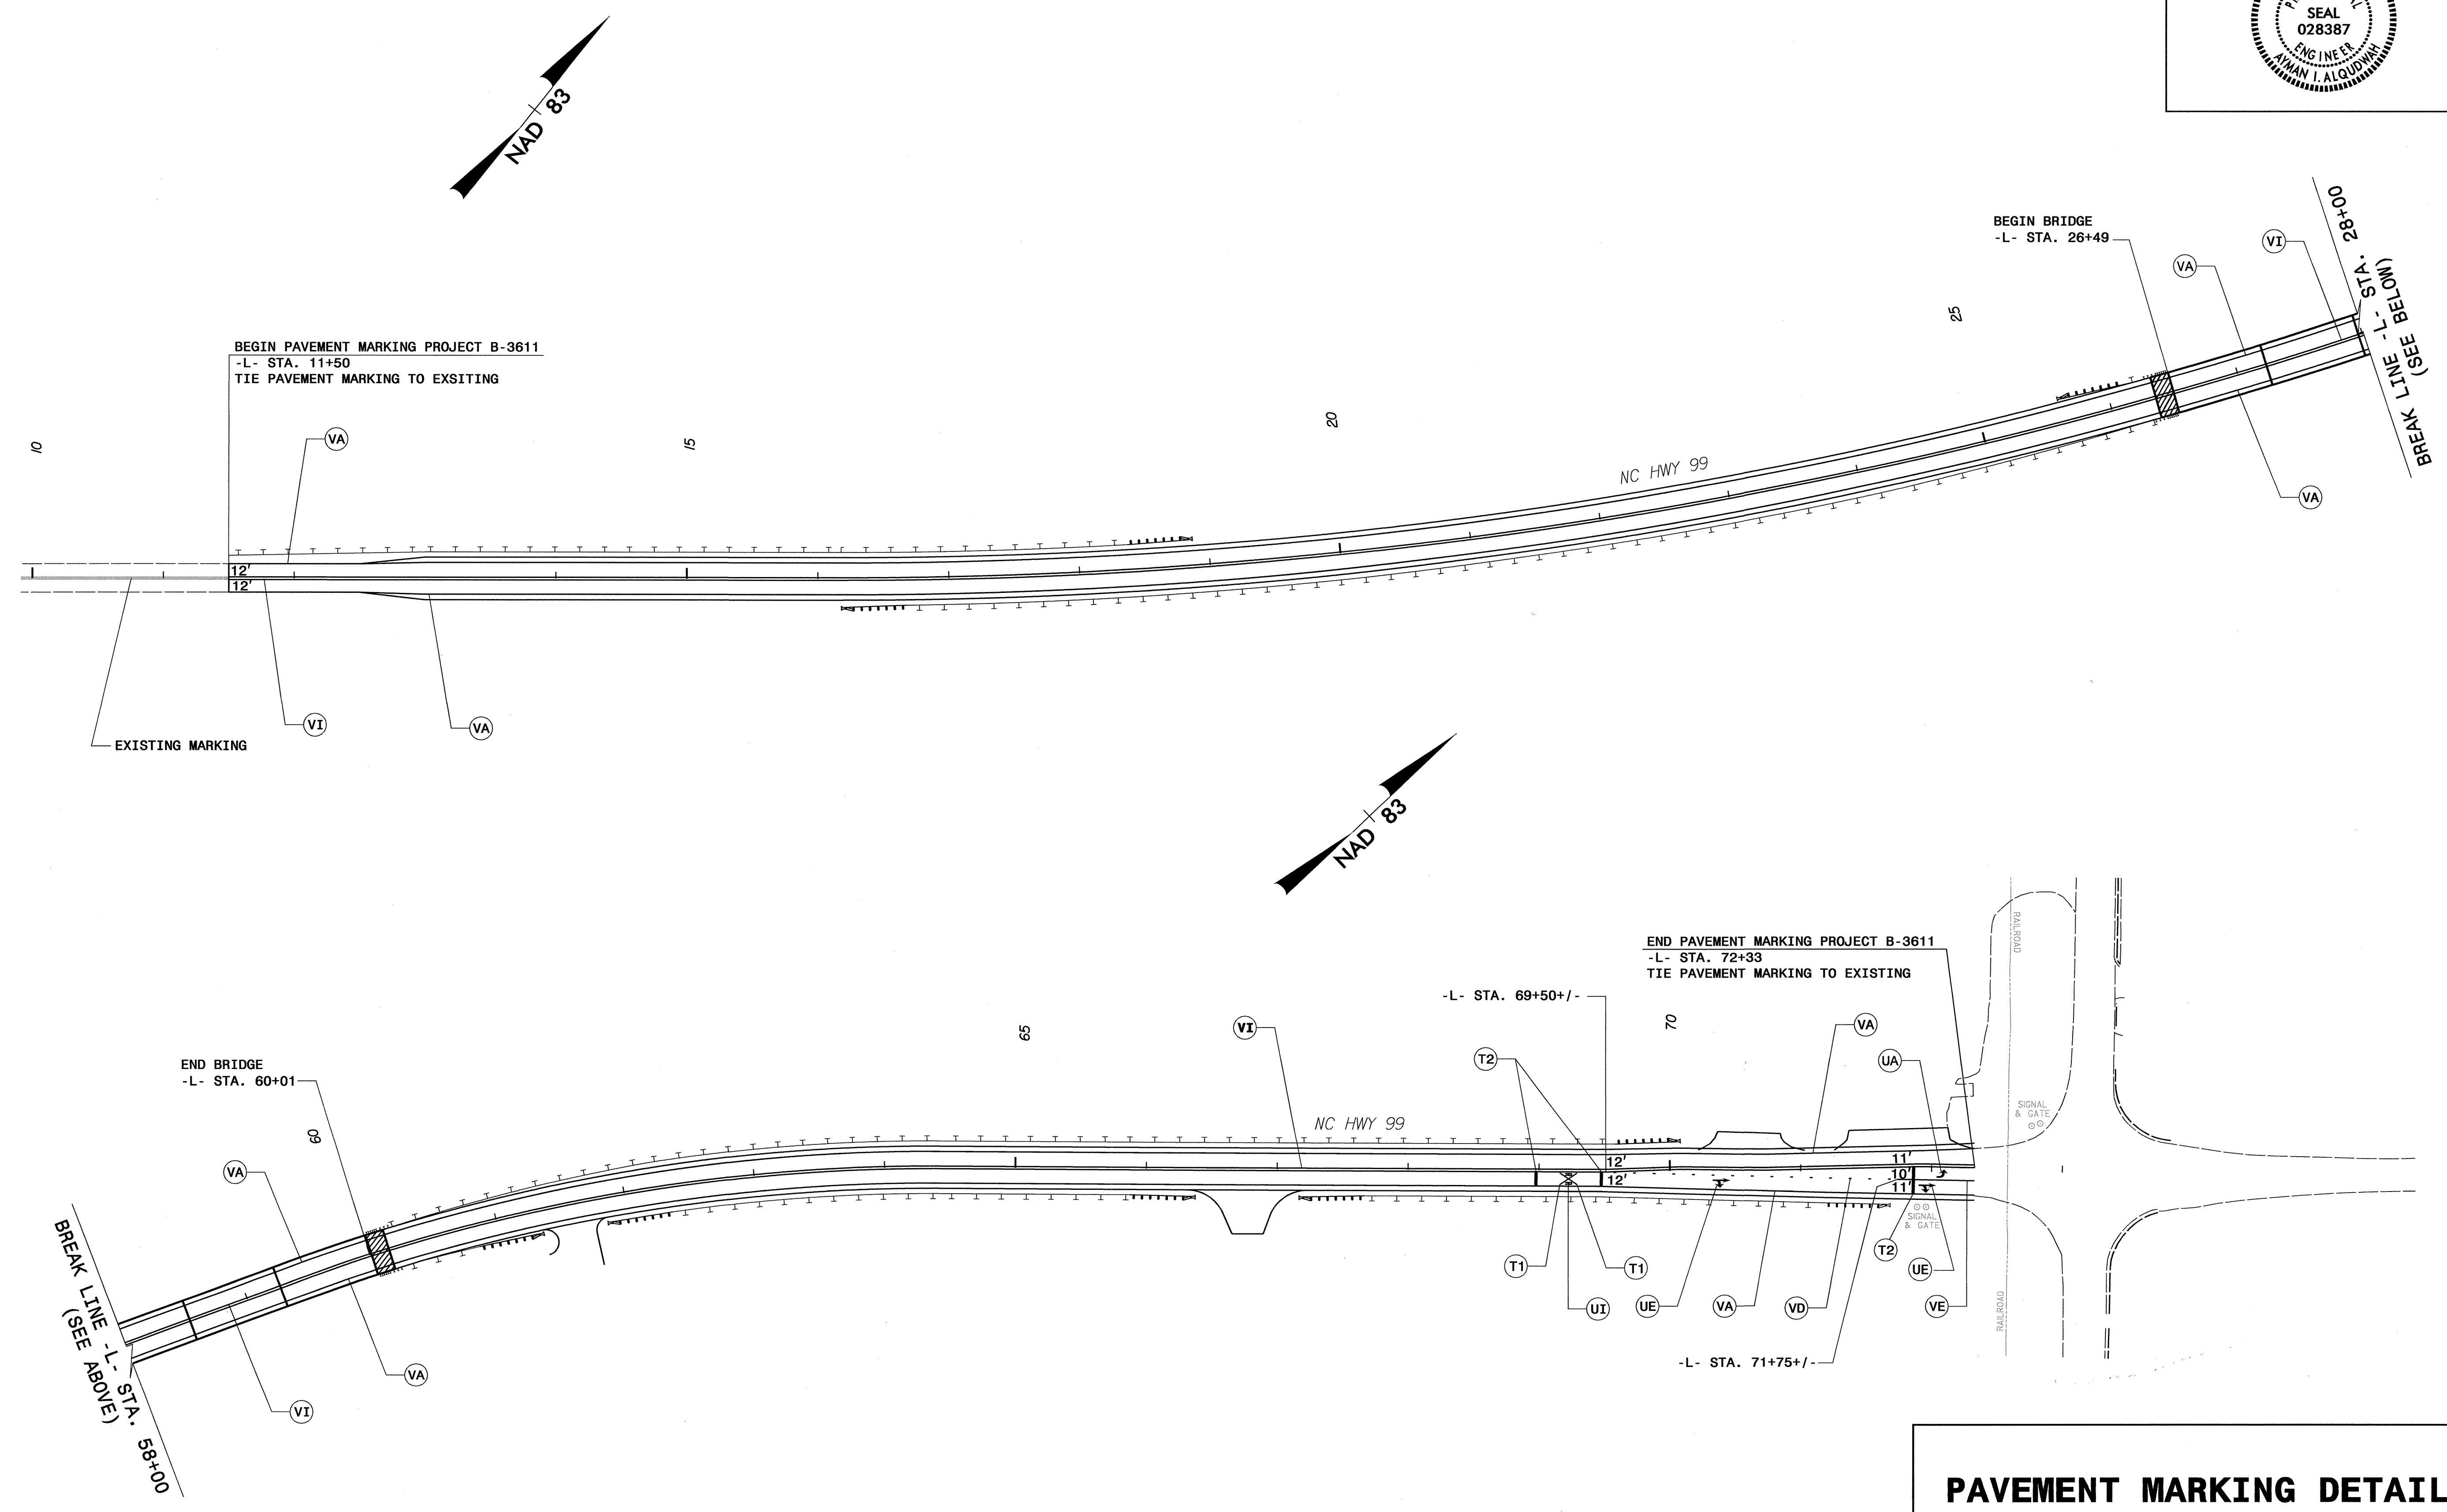 SEAL
028387
ENGINEER
AYMAN I. ALQUDWAH
NAD 83
BEGIN BRIDGE
-L- STA. 26+49
VI
VA
BREAK LINE -L- STA. 28+00
(SEE BELOW)
25
BEGIN PAVEMENT MARKING PROJECT B-3611
-L- STA. 11+50
TIE PAVEMENT MARKING TO EXSITING
10
VA
15
20
NC HWY 99
VA
12'
12'
VI
VA
EXISTING MARKING
NAD 83
END PAVEMENT MARKING PROJECT B-3611
-L- STA. 72+33
TIE PAVEMENT MARKING TO EXISTING
RAILROAD
-L- STA. 69+50+/-
65
VI
70
VA
END BRIDGE
-L- STA. 60+01
T2
UA
60
NC HWY 99
SIGNAL
& GATE
VA
12'
12'
11'
10'
11'
SIGNAL
& GATE
T2
T1
T1
UE
UI
UE
VA
VD
VE
RAILROAD
-L- STA. 71+75+/-
VA
VI
BREAK LINE -L- STA. 58+00
(SEE ABOVE)
PAVEMENT MARKING DETAIL